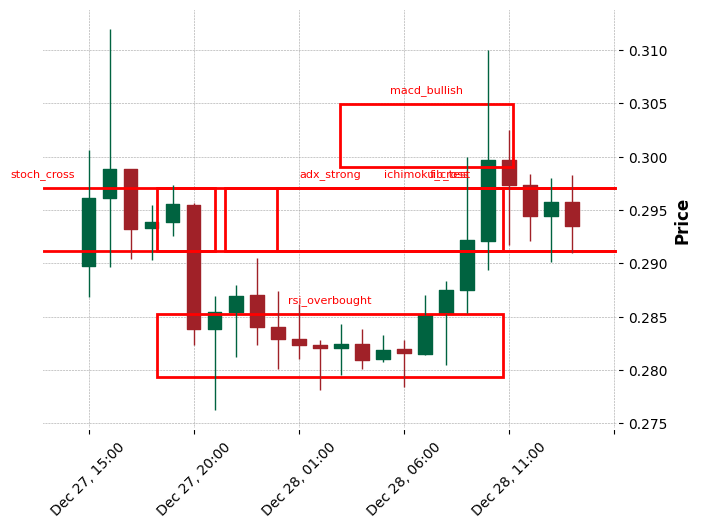 0.310
macd_bullish
0.305
0.300
stoch_cross
adx_strong
0.295
Price
0.290
rsi_overbought
0.285
0.280
0.275
Dec 27, 15:00
Dec 27, 20:00
Dec 28, 01:00
Dec 28, 06:00
Dec 28, 11:00